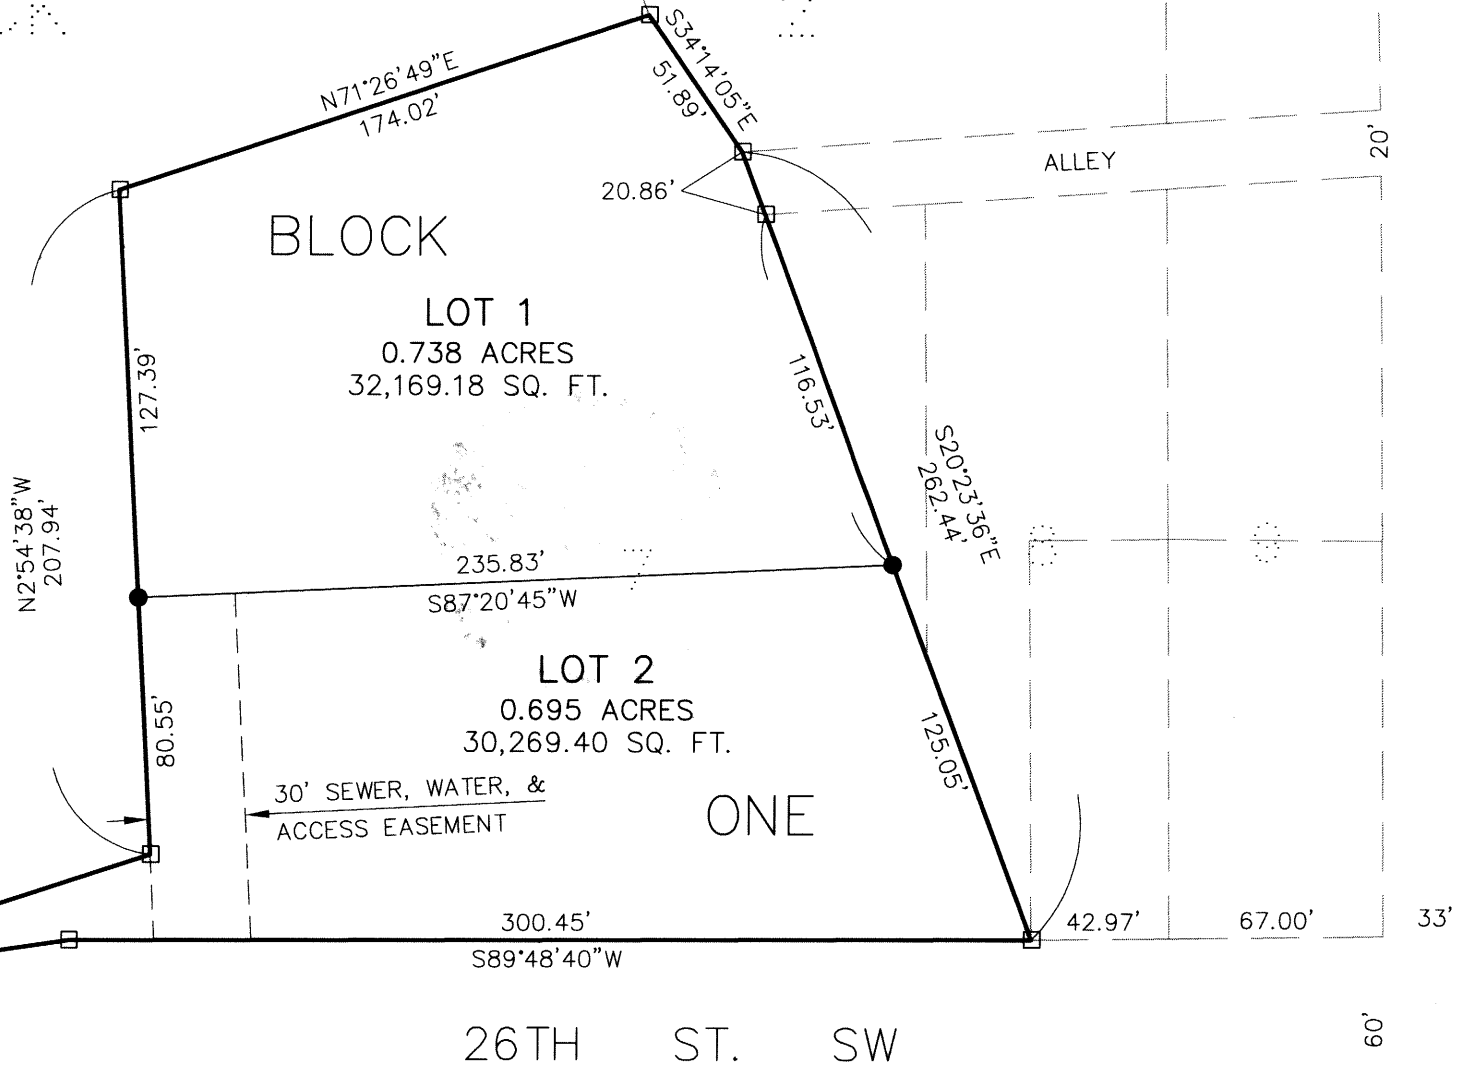 N71°26'49"E
174.02'
S34°14'05"E
51.89'
20.86'
ALLEY
20'
BLOCK
LOT 1
0.738 ACRES
32,169.18 SQ. FT.
127.39'
116.53'
N2°54'38"W
207.94'
S20°23'36"E
262.44'
8
8
235.83'
7
S87°20'45"W
LOT 2
0.695 ACRES
30,269.40 SQ. FT.
80.55'
125.05'
30' SEWER, WATER, &
ACCESS EASEMENT
ONE
300.45'
S89°48'40"W
42.97'
67.00'
33'
26TH ST. SW
60'